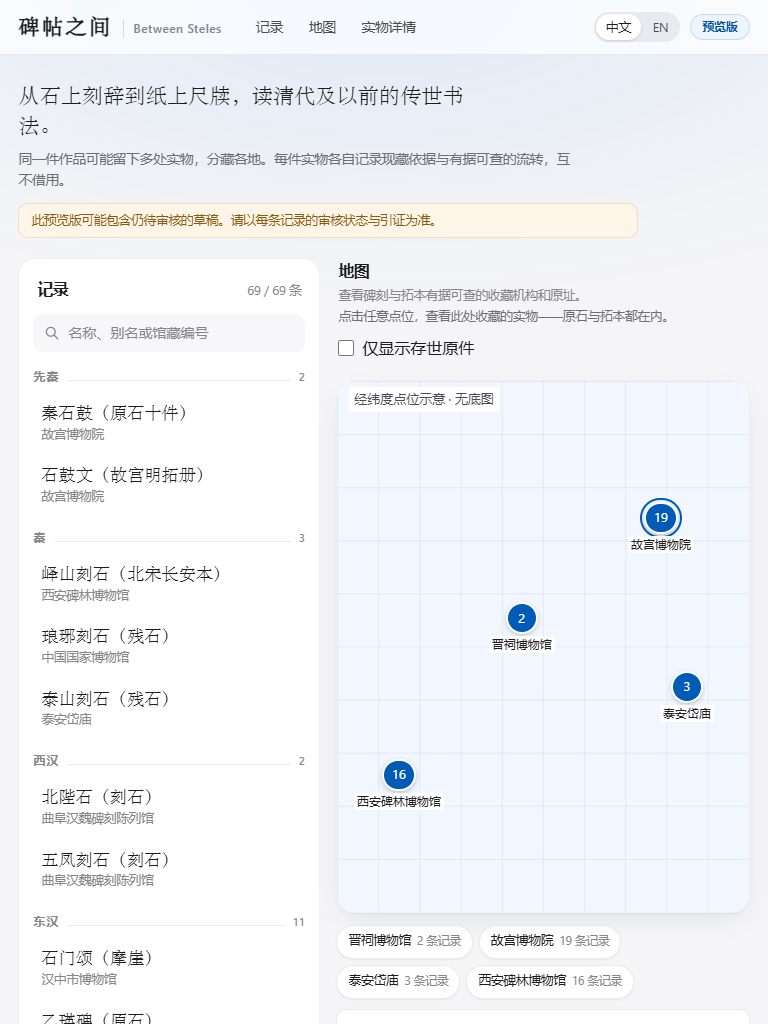 碑帖之间
Between Steles
记录
地图
实物详情
中文
EN
预览版
从石上刻辞到纸上尺牍，读清代及以前的传世书
法。
同一件作品可能留下多处实物，分藏各地。每件实物各自记录现藏依据与有据可查的流转，互
不借用。
此预览版可能包含仍待审核的草稿。请以每条记录的审核状态与引证为准。
记录
69 / 69 条
名称、别名或馆藏编号
先秦
2
秦石鼓（原石十件）
故宫博物院
石鼓文（故宫明拓册）
故宫博物院
秦
3
峄山刻石（北宋长安本）
西安碑林博物馆
琅琊刻石（残石）
中国国家博物馆
泰山刻石（残石）
泰安岱庙
西汉
2
北陛石（刻石）
曲阜汉魏碑刻陈列馆
五凤刻石（刻石）
曲阜汉魏碑刻陈列馆
东汉
11
石门颂（摩崖）
汉中市博物馆
乙瑛碑（原石）
地图
查看碑刻与拓本有据可查的收藏机构和原址。
点击任意点位，查看此处收藏的实物——原石与拓本都在内。
仅显示存世原件
经纬度点位示意 · 无底图
19
故宫博物院
2
晋祠博物馆
3
泰安岱庙
16
西安碑林博物馆
晋祠博物馆 2 条记录
故宫博物院 19 条记录
泰安岱庙 3 条记录
西安碑林博物馆 16 条记录